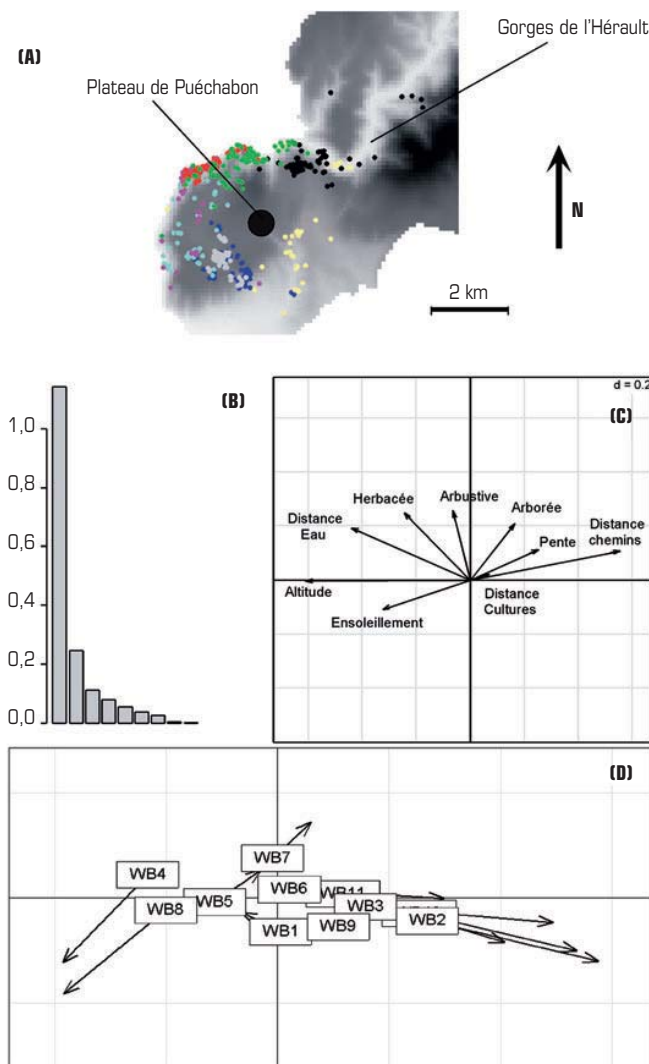 (A)
Gorges de l'Hérault
Plateau de Puéchabon
N
2 km
(B)
1,0
0,8
0,6
0,4
0,2
0,0
d = 0.2
(C)
Herbacée
Arbustive
Arborée
Distance
chemins
Distance
Eau
Pente
Altitude
Distance
Cultures
Ensoleillement
(D)
WB7
WB4
WB6
WB11
WB5
WB8
WB3
WB2
WB1
WB9